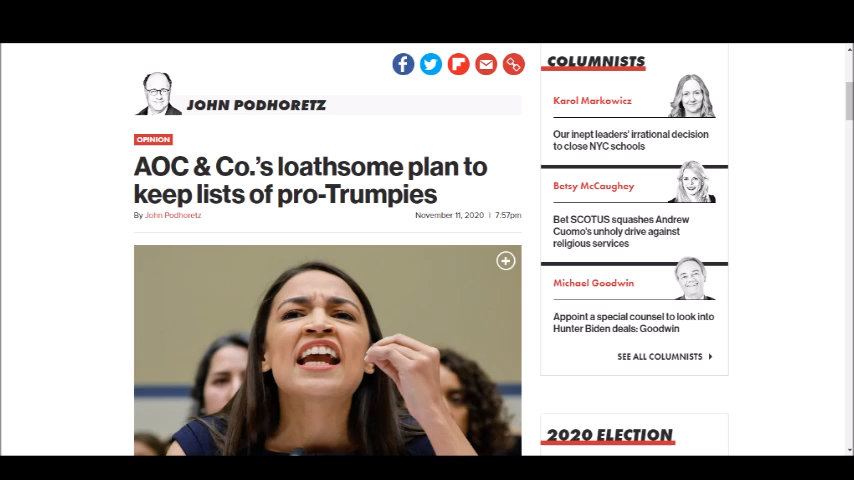 JOHN PODHORETZ
OPINION
AOC & Co.'s loathsome plan to
keep lists of pro-Trumpies
By John Podhoretz
November 11, 2020 | 7:57pm
COLUMNISTS
Karol Markowicz
Our inept leaders' irrational decision
to close NYC schools
Betsy McCaughey
Bet SCOTUS squashes Andrew
Cuomo's unholy drive against
religious services
Michael Goodwin
Appoint a special counsel to look into
Hunter Biden deals: Goodwin
SEE ALL COLUMNISTS
2020 ELECTION